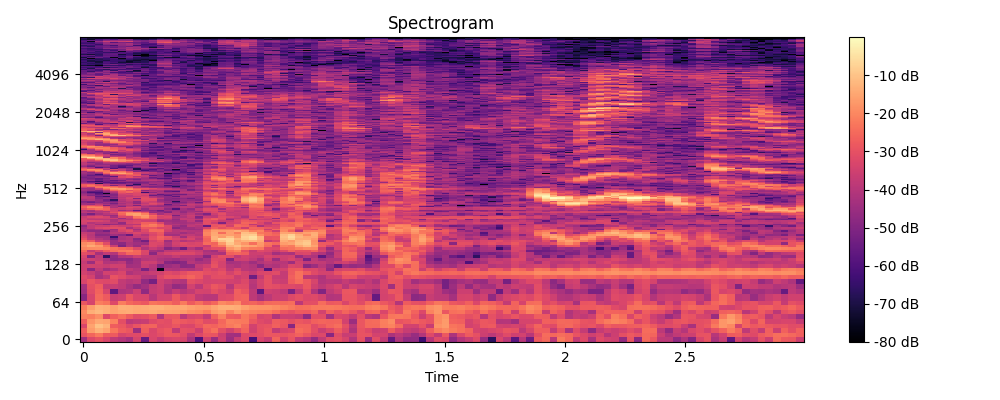 Spectrogram
Hz
4096
2048
1024
512
256
128
64
0
0
0.5
1
1.5
2
2.5
Time
-10 dB
-20 dB
-30 dB
-40 dB
-50 dB
-60 dB
-70 dB
-80 dB